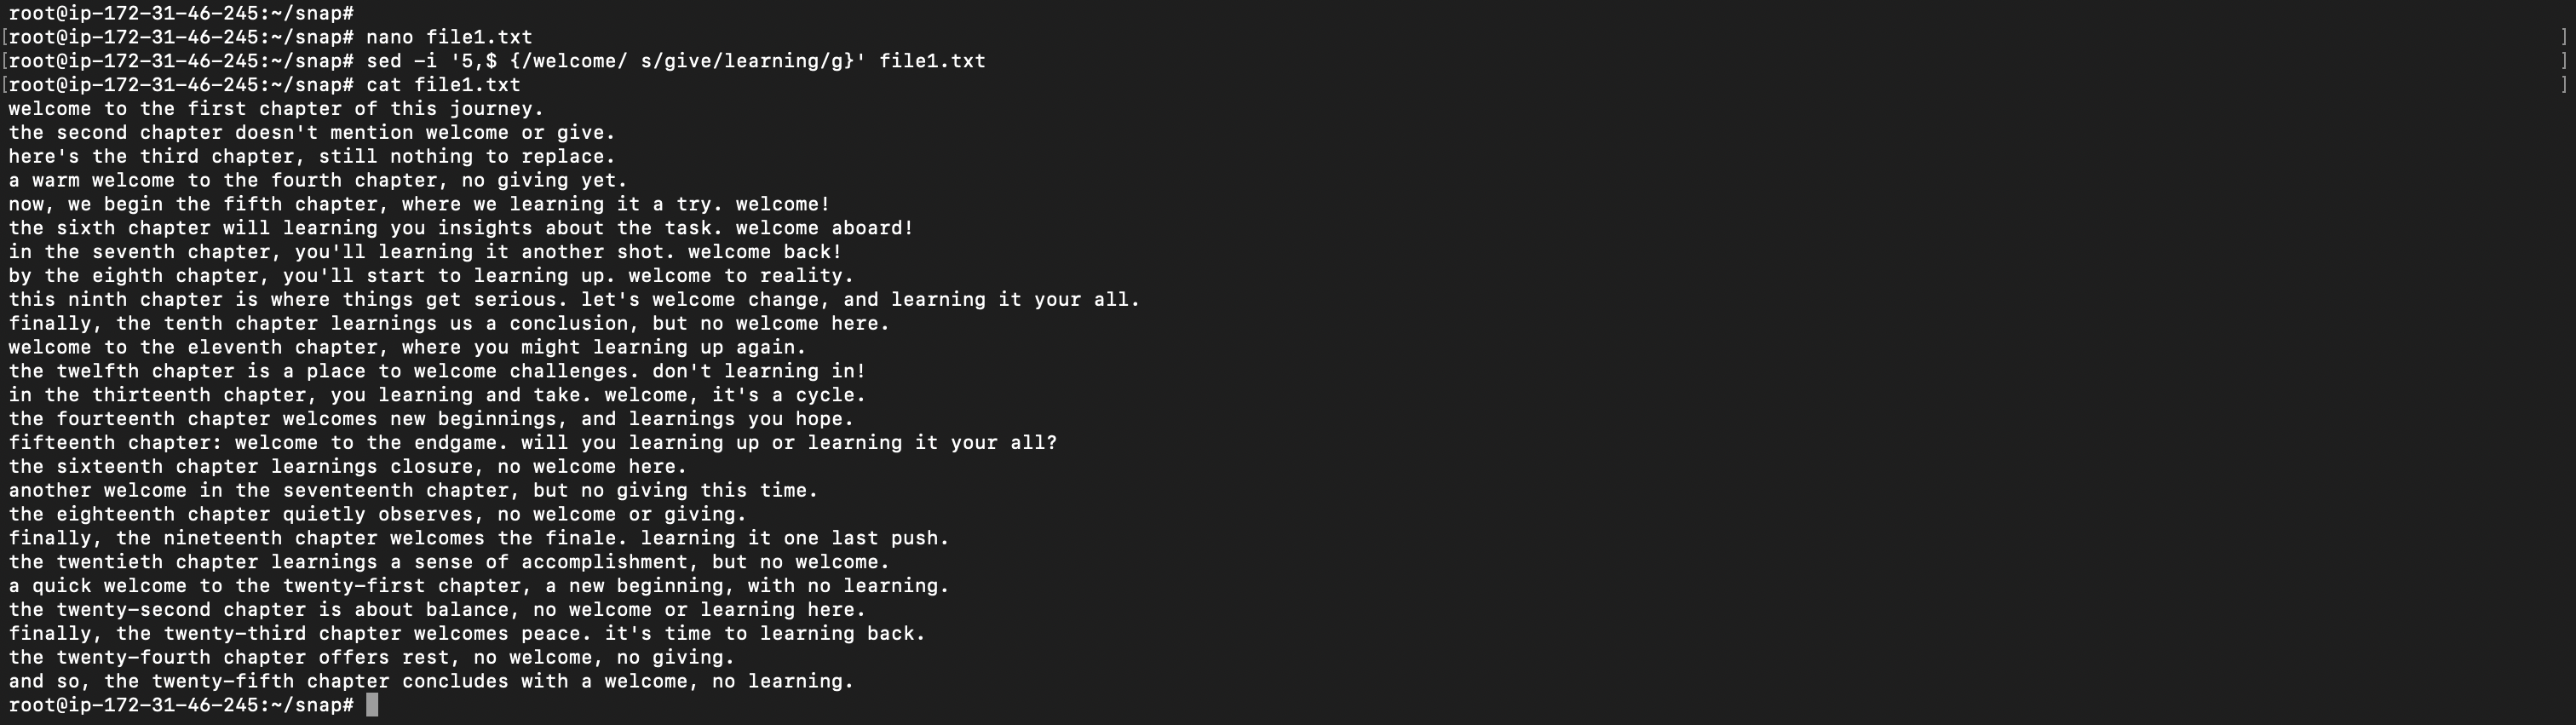 root@ip-172-31-46-245:~/snap#
[root@ip-172-31-46-245:~/snap# nano file1.txt ]
[root@ip-172-31-46-245:~/snap# sed -i '5,$ {/welcome/ s/give/learning/g}' file1.txt ]
[root@ip-172-31-46-245:~/snap# cat file1.txt ]
welcome to the first chapter of this journey.
the second chapter doesn't mention welcome or give.
here's the third chapter, still nothing to replace.
a warm welcome to the fourth chapter, no giving yet.
now, we begin the fifth chapter, where we learning it a try. welcome!
the sixth chapter will learning you insights about the task. welcome aboard!
in the seventh chapter, you'll learning it another shot. welcome back!
by the eighth chapter, you'll start to learning up. welcome to reality.
this ninth chapter is where things get serious. let's welcome change, and learning it your all.
finally, the tenth chapter learnings us a conclusion, but no welcome here.
welcome to the eleventh chapter, where you might learning up again.
the twelfth chapter is a place to welcome challenges. don't learning in!
in the thirteenth chapter, you learning and take. welcome, it's a cycle.
the fourteenth chapter welcomes new beginnings, and learnings you hope.
fifteenth chapter: welcome to the endgame. will you learning up or learning it your all?
the sixteenth chapter learnings closure, no welcome here.
another welcome in the seventeenth chapter, but no giving this time.
the eighteenth chapter quietly observes, no welcome or giving.
finally, the nineteenth chapter welcomes the finale. learning it one last push.
the twentieth chapter learnings a sense of accomplishment, but no welcome.
a quick welcome to the twenty-first chapter, a new beginning, with no learning.
the twenty-second chapter is about balance, no welcome or learning here.
finally, the twenty-third chapter welcomes peace. it's time to learning back.
the twenty-fourth chapter offers rest, no welcome, no giving.
and so, the twenty-fifth chapter concludes with a welcome, no learning.
root@ip-172-31-46-245:~/snap#